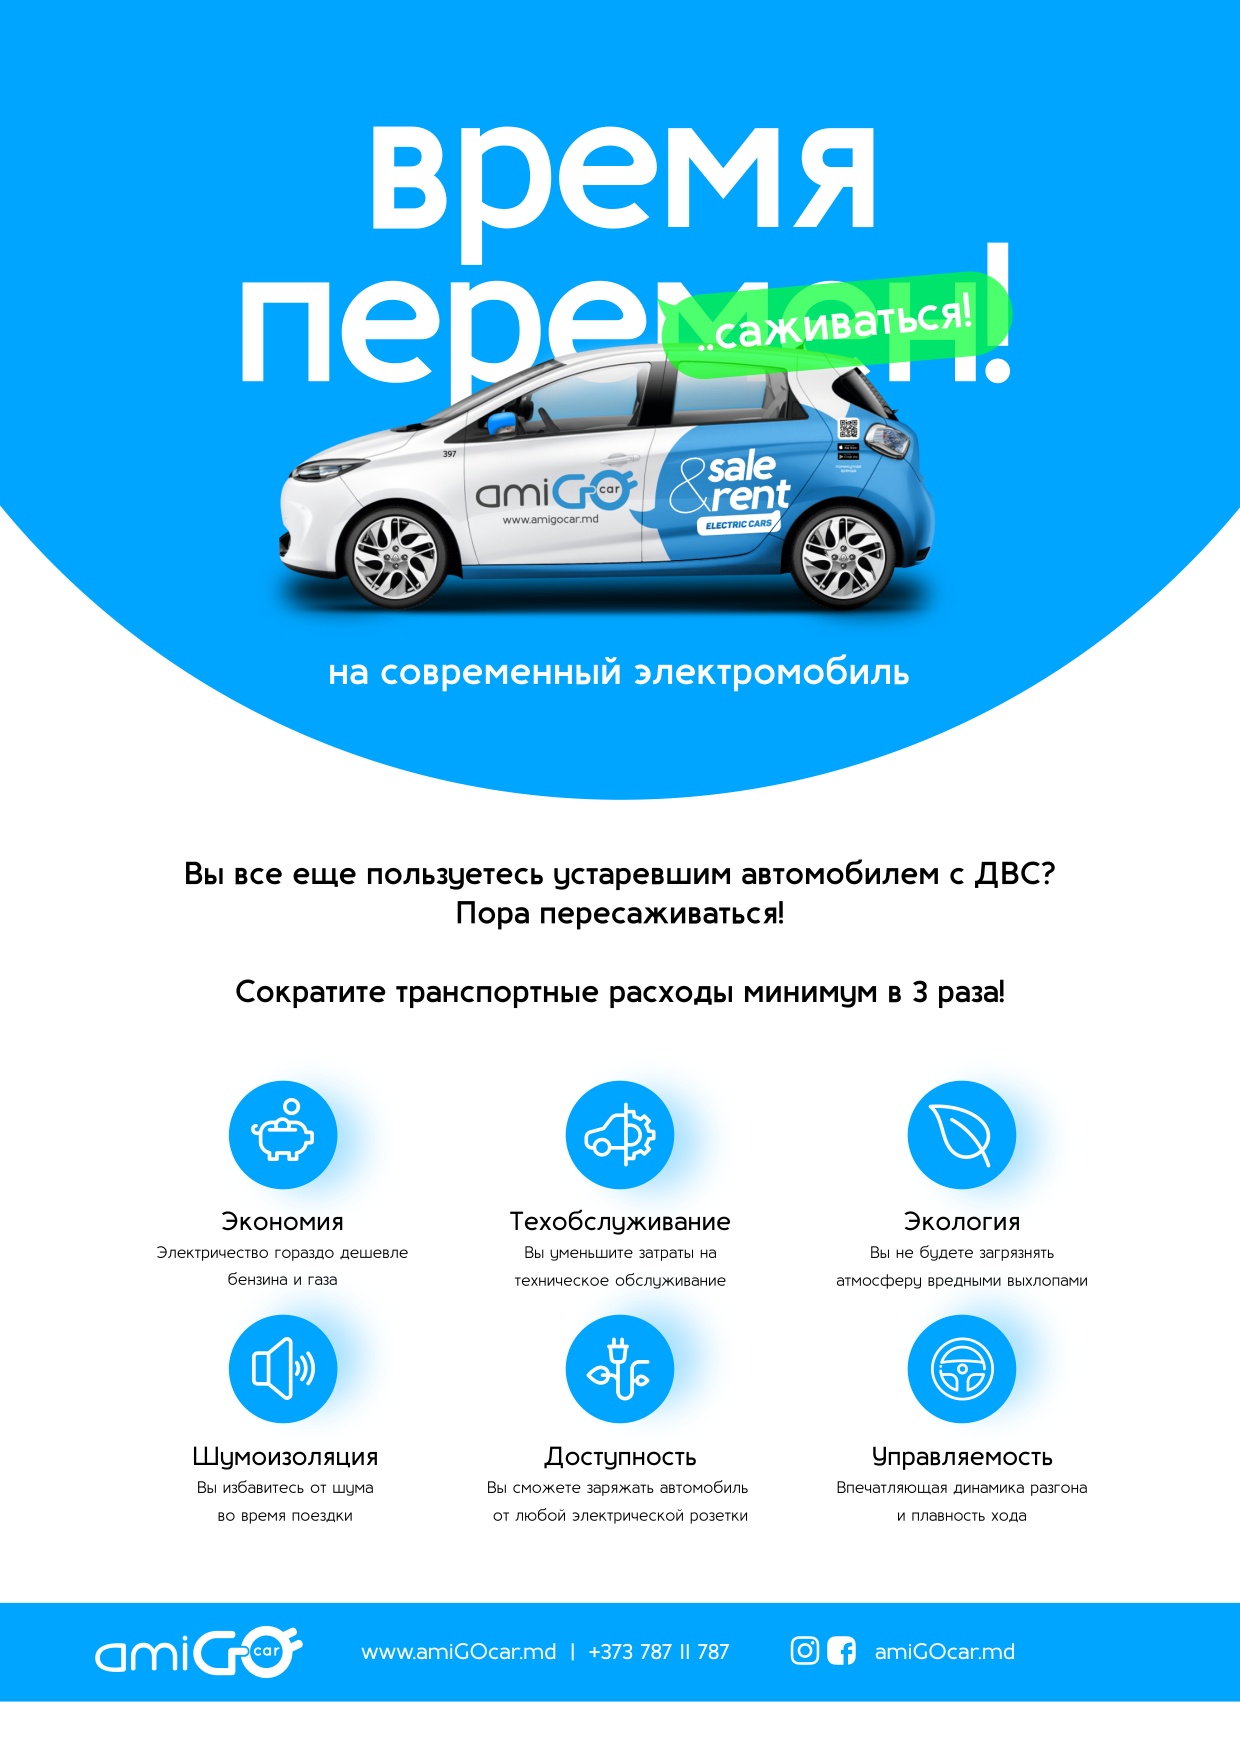 время
перемен!
..саживаться!
397
amiGO car
www.amigocar.md
sale
& rent
ELECTRIC CARS
на современный электромобиль
Вы все еще пользуетесь устаревшим автомобилем с ДВС?
Пора пересаживаться!
Сократите транспортные расходы минимум в 3 раза!
Экономия
Электричество гораздо дешевле
бензина и газа
Техобслуживание
Вы уменьшите затраты на
техническое обслуживание
Экология
Вы не будете загрязнять
атмосферу вредными выхлопами
Шумоизоляция
Вы избавитесь от шума
во время поездки
Доступность
Вы сможете заряжать автомобиль
от любой электрической розетки
Управляемость
Впечатляющая динамика разгона
и плавность хода
amiGO car
www.amiGOcar.md | +373 787 11 787
amiGOcar.md